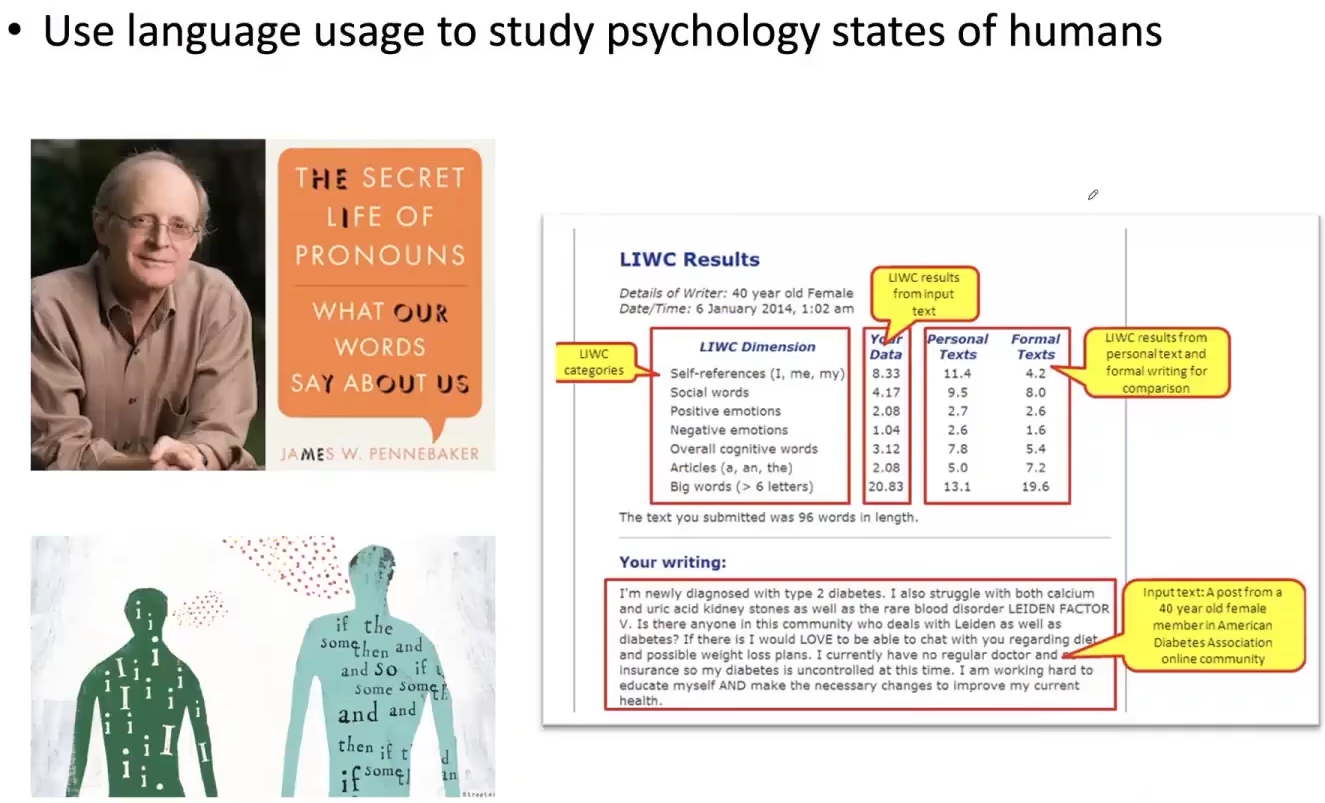 • Use language usage to study psychology states of humans
THE SECRET
LIFE OF
PRONOUNS
WHAT OUR
WORDS
SAY ABOUT US
JAMES W. PENNEBAKER
i i i I I i i i i i i I i i I i I i i
if the
some then and
and so if
some some
and and
then if t
if some an
LIWC Results
Details of Writer: 40 year old Female
Date/Time: 6 January 2014, 1:02 am
LIWC results
from input
text
LIWC
categories
LIWC Dimension Your Data Personal Texts Formal Texts
Self-references (I, me, my) 8.33 11.4 4.2
Social words 4.17 9.5 8.0
Positive emotions 2.08 2.7 2.6
Negative emotions 1.04 2.6 1.6
Overall cognitive words 3.12 7.8 5.4
Articles (a, an, the) 2.08 5.0 7.2
Big words (> 6 letters) 20.83 13.1 19.6
LIWC results from
personal text and
formal writing for
comparison
The text you submitted was 96 words in length.
Your writing:
I'm newly diagnosed with type 2 diabetes. I also struggle with both calcium
and uric acid kidney stones as well as the rare blood disorder LEIDEN FACTOR
V. Is there anyone in this community who deals with Leiden as well as
diabetes? If there is I would LOVE to be able to chat with you regarding diet
and possible weight loss plans. I currently have no regular doctor and
insurance so my diabetes is uncontrolled at this time. I am working hard to
educate myself AND make the necessary changes to improve my current
health.
Input text: A post from a
40 year old female
member in American
Diabetes Association
online community